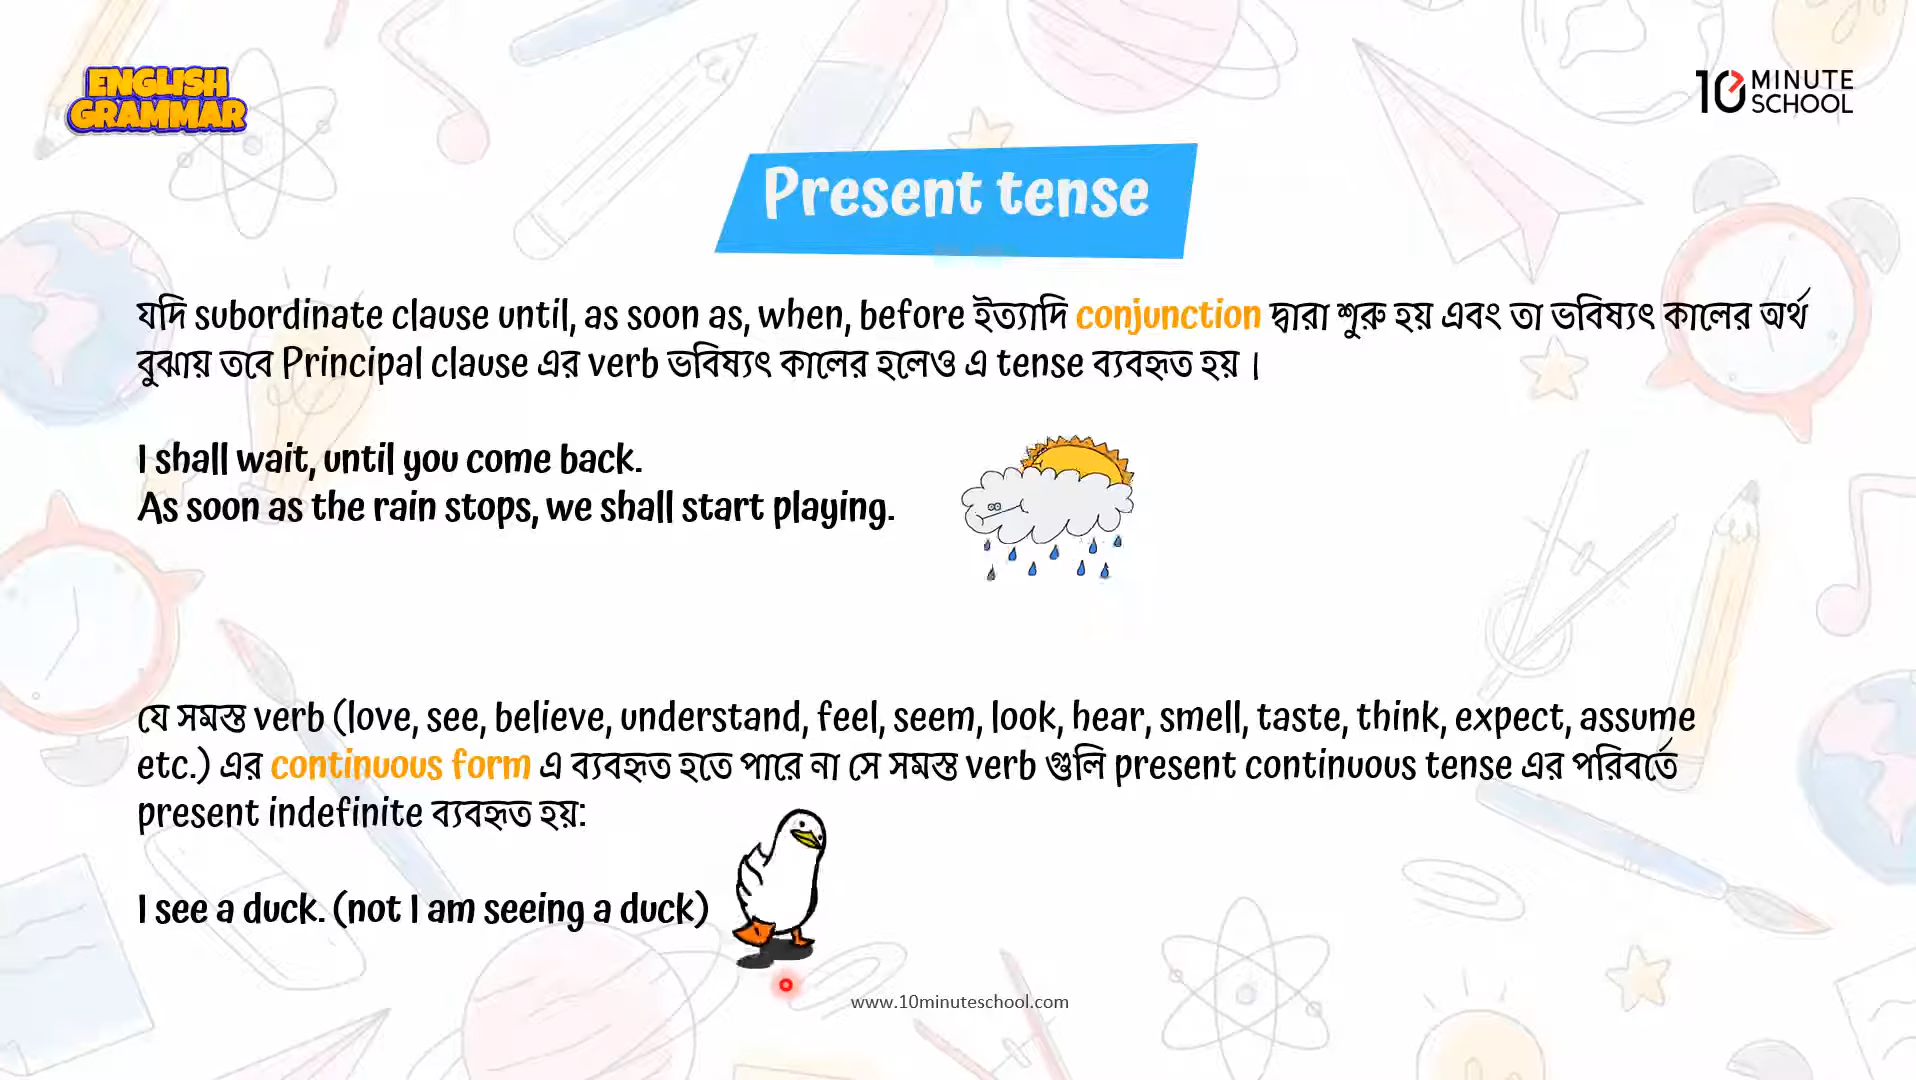 ENGLISH
GRAMMAR
10 MINUTE
SCHOOL
Present tense
যদি subordinate clause until, as soon as, when, before ইত্যাদি conjunction দ্বারা শুরু হয় এবং তা ভবিষ্যৎ কালের অর্থ
বুঝায় তবে Principal clause এর verb ভবিষ্যৎ কালের হলেও এ tense ব্যবহৃত হয়।
I shall wait, until you come back.
As soon as the rain stops, we shall start playing.
যে সমস্ত verb (love, see, believe, understand, feel, seem, look, hear, smell, taste, think, expect, assume
etc.) এর continuous form এ ব্যবহৃত হতে পারে না সে সমস্ত verb গুলি present continuous tense এর পরিবর্তে
present indefinite ব্যবহৃত হয়:
I see a duck. (not I am seeing a duck)
www.10minuteschool.com